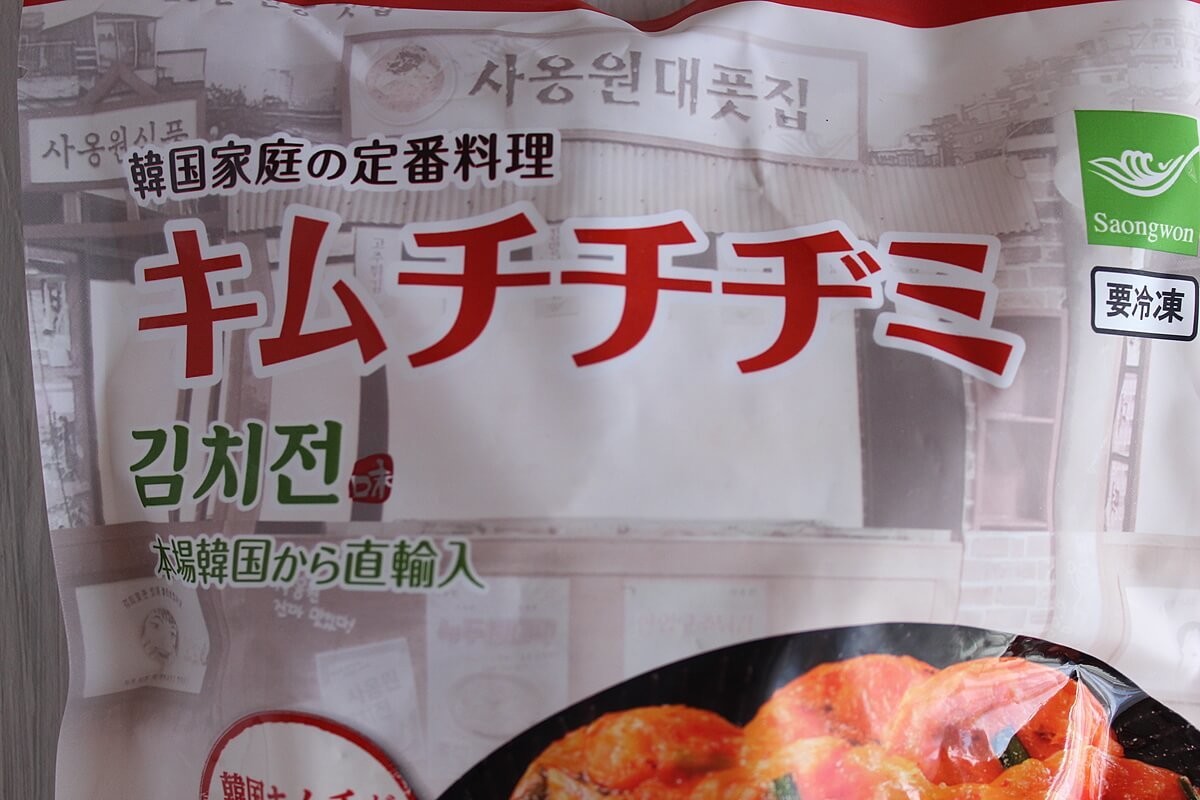 사옹원대폿집
사옹원식품
韓国家庭の定番料理
キムチチヂミ
Saongwon
要冷凍
김치전
味
本場韓国から直輸入